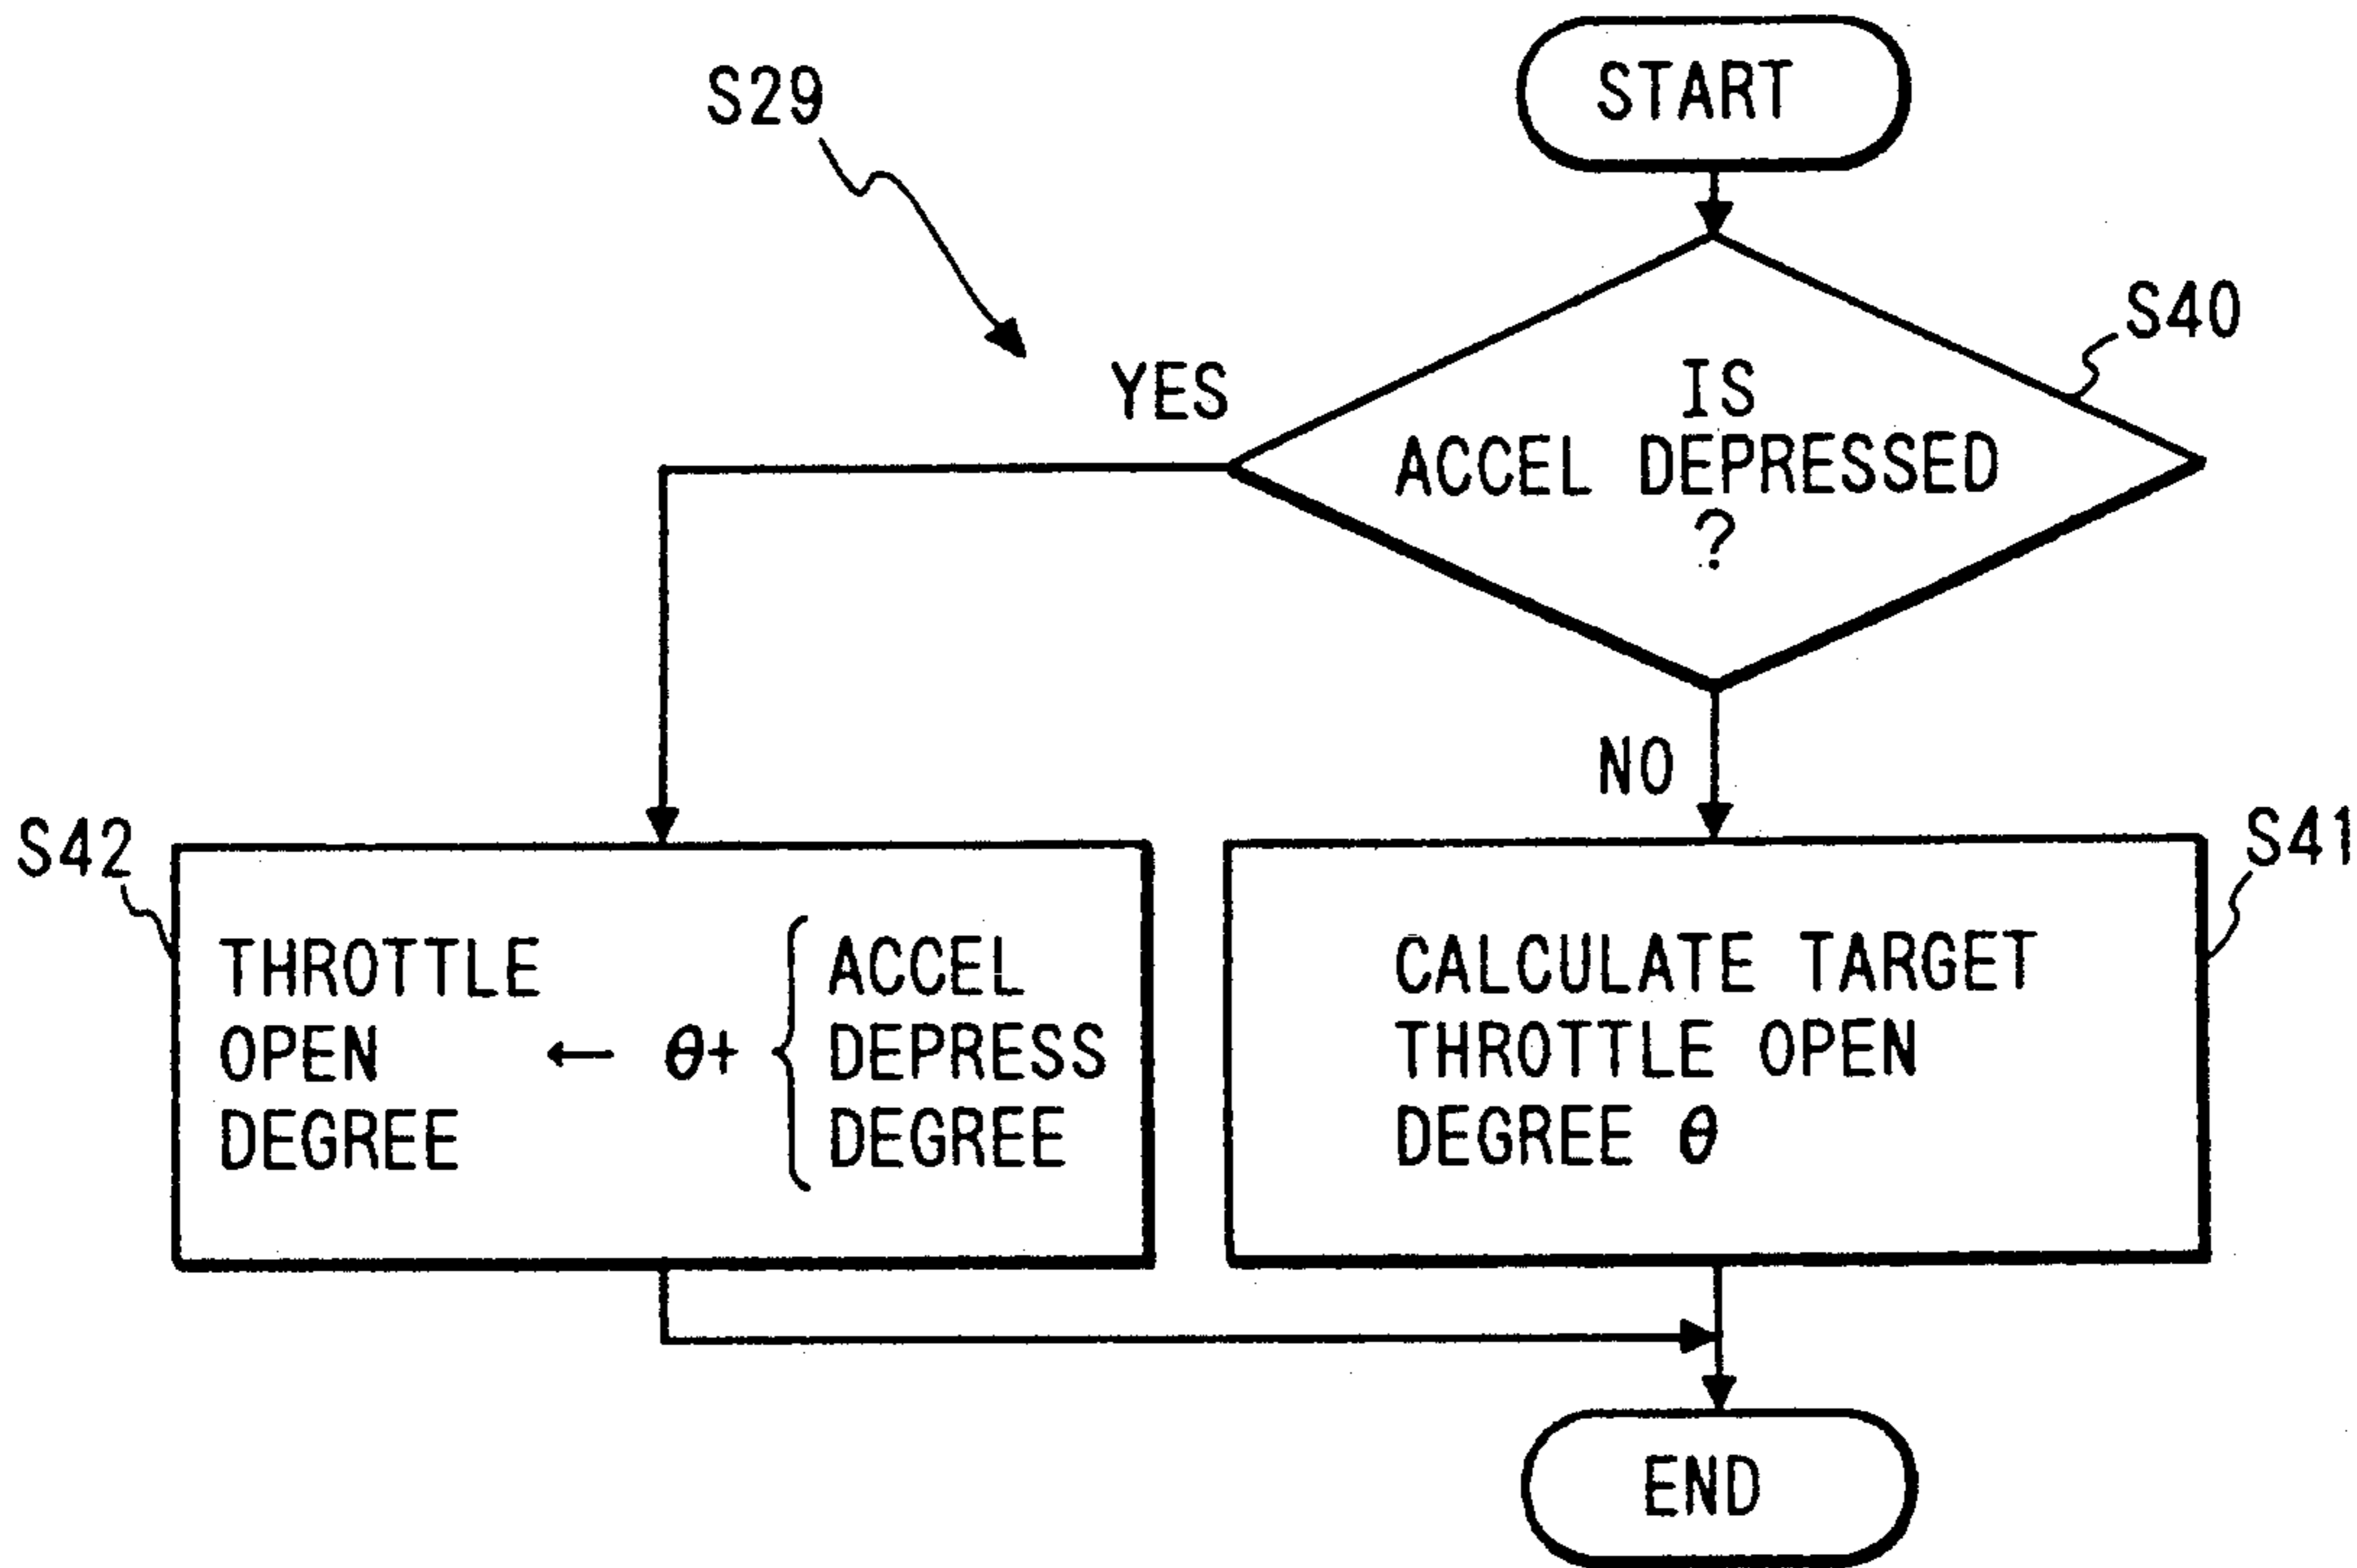 START
S29
S40
YES
IS
ACCEL DEPRESSED
?
NO
S42
THROTTLE
OPEN
DEGREE
← θ+ {
ACCEL
DEPRESS
DEGREE
S41
CALCULATE TARGET
THROTTLE OPEN
DEGREE θ
END